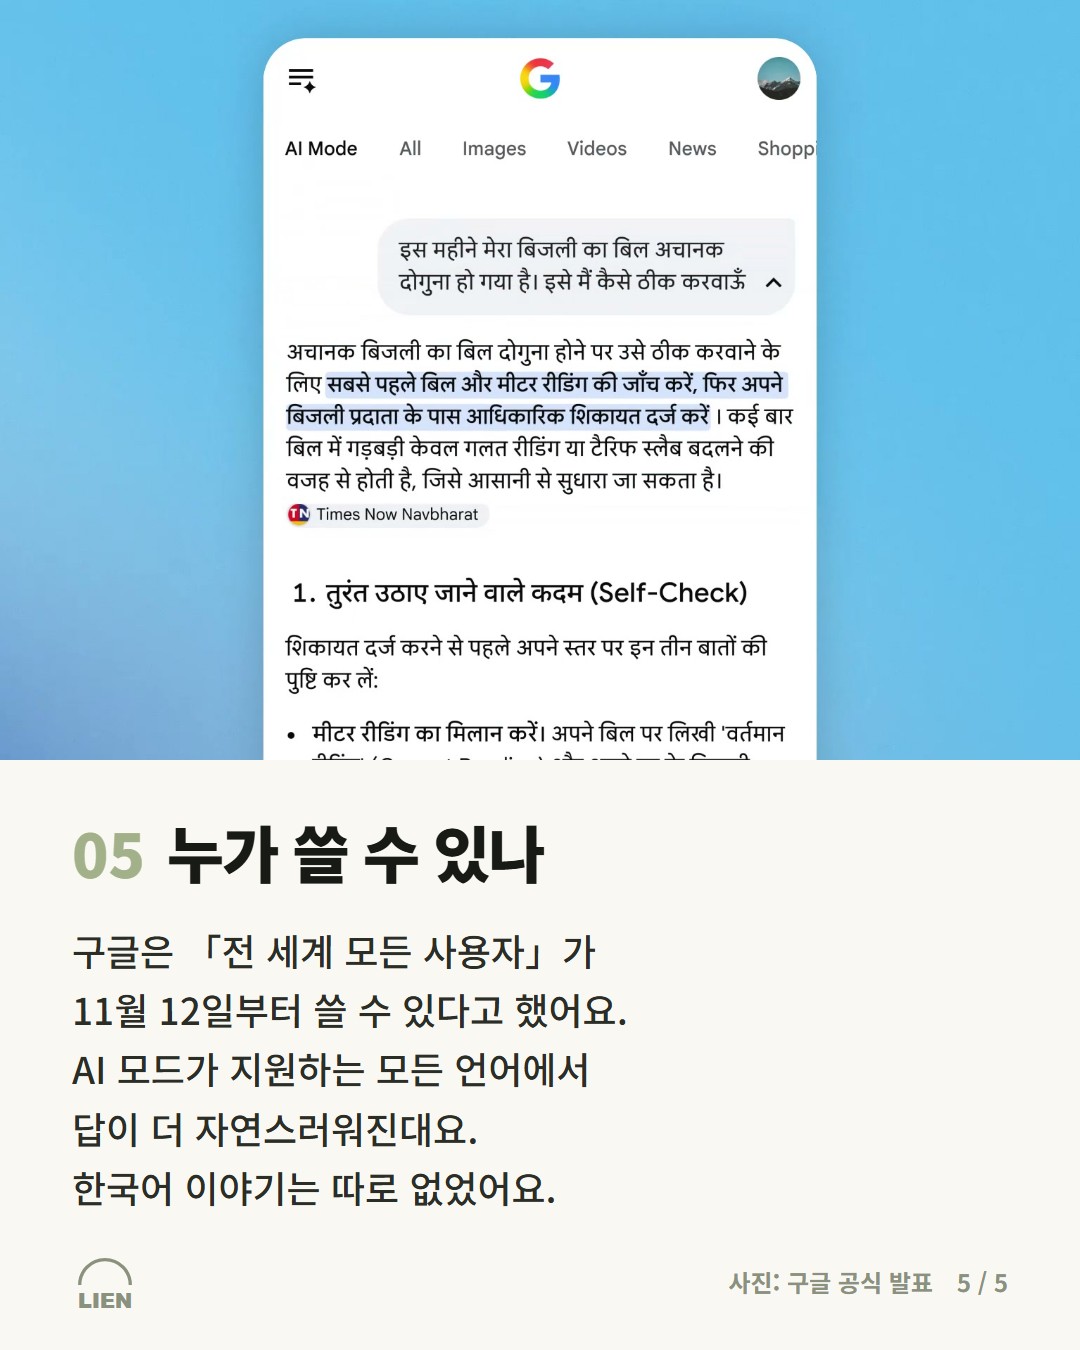 AI Mode All Images Videos News Shoppi
इस महीने मेरा बिजली का बिल अचानक
दोगुना हो गया है। इसे मैं कैसे ठीक करवाऊँ
अचानक बिजली का बिल दोगुना होने पर उसे ठीक करवाने के
लिए सबसे पहले बिल और मीटर रीडिंग की जाँच करें, फिर अपने
बिजली प्रदाता के पास आधिकारिक शिकायत दर्ज करें । कई बार
बिल में गड़बड़ी केवल गलत रीडिंग या टैरिफ स्लैब बदलने की
वजह से होती है, जिसे आसानी से सुधारा जा सकता है।
TN Times Now Navbharat
1. तुरंत उठाए जाने वाले कदम (Self-Check)
शिकायत दर्ज करने से पहले अपने स्तर पर इन तीन बातों की
पुष्टि कर लें:
• मीटर रीडिंग का मिलान करें। अपने बिल पर लिखी 'वर्तमान
05 누가 쓸 수 있나
구글은 「전 세계 모든 사용자」가
11월 12일부터 쓸 수 있다고 했어요.
AI 모드가 지원하는 모든 언어에서
답이 더 자연스러워진대요.
한국어 이야기는 따로 없었어요.
LIEN
사진: 구글 공식 발표 5 / 5